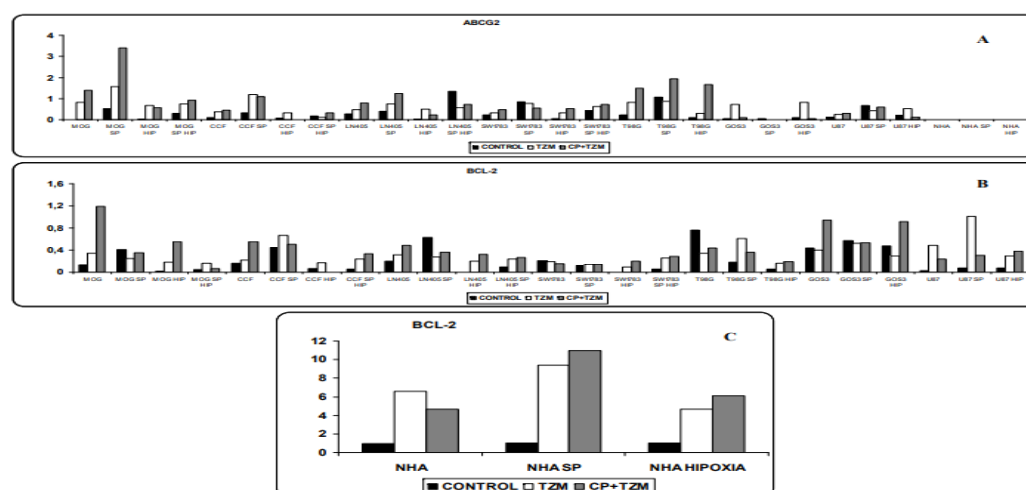 ABCG2
A
4
3
2
1
0
MOG
MOG SP
MOG HIP
MOG SP HIP
CCF
CCF SP
CCF HIP
CCF SP HIP
LN405
LN405 SP
LN405 HIP
LN405 SP HIP
SW1783
SW1783 SP
SW1783 HIP
SW1783 SP HIP
T98G
T98G SP
T98G HIP
GOS3
GOS3 SP
GOS3 HIP
U87
U87 SP
U87 HIP
NHA
NHA SP
NHA HIP
CONTROL TZM CP+TZM
BCL-2
B
1,6
1,2
0,8
0,4
0
MOG
MOG SP
MOG HIP
MOG SP HIP
CCF
CCF SP
CCF HIP
CCF SP HIP
LN405
LN405 SP
LN405 HIP
LN405 SP HIP
SW1783
SW1783 SP
SW1783 HIP
SW1783 SP HIP
T98G
T98G SP
T98G HIP
GOS3
GOS3 SP
GOS3 HIP
U87
U87 SP
U87 HIP
CONTROL TZM CP+TZM
BCL-2
C
12
10
8
6
4
2
0
NHA
NHA SP
NHA HIPOXIA
CONTROL TZM CP+TZM